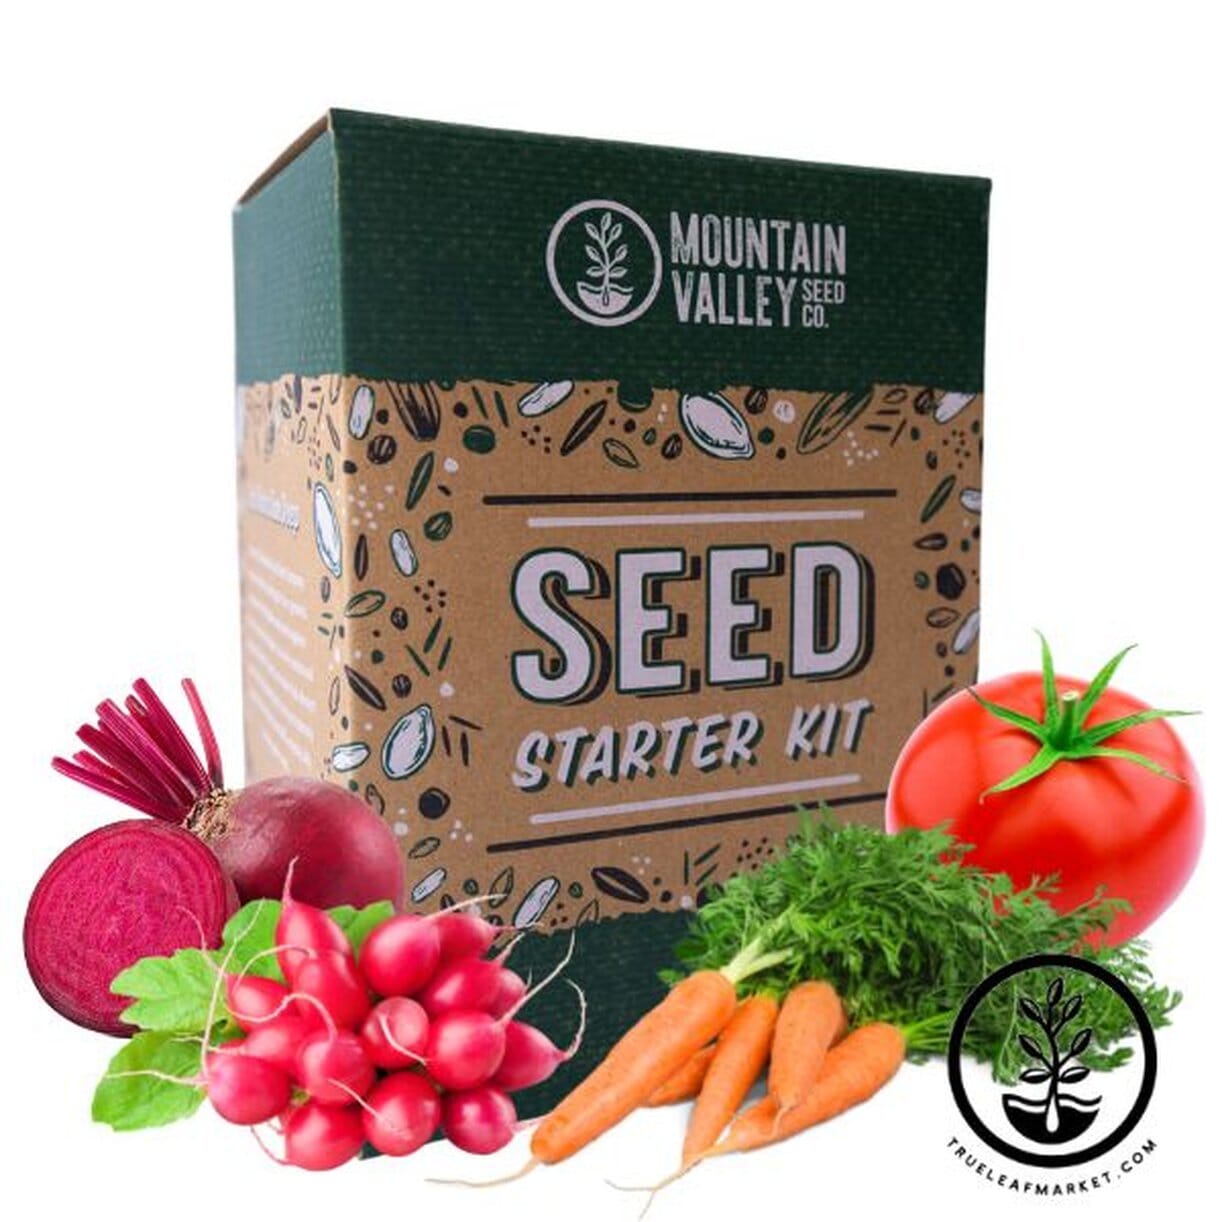 MOUNTAIN
VALLEY SEED CO.
SEED
STARTER KIT
TRUELEAFMARKET.COM